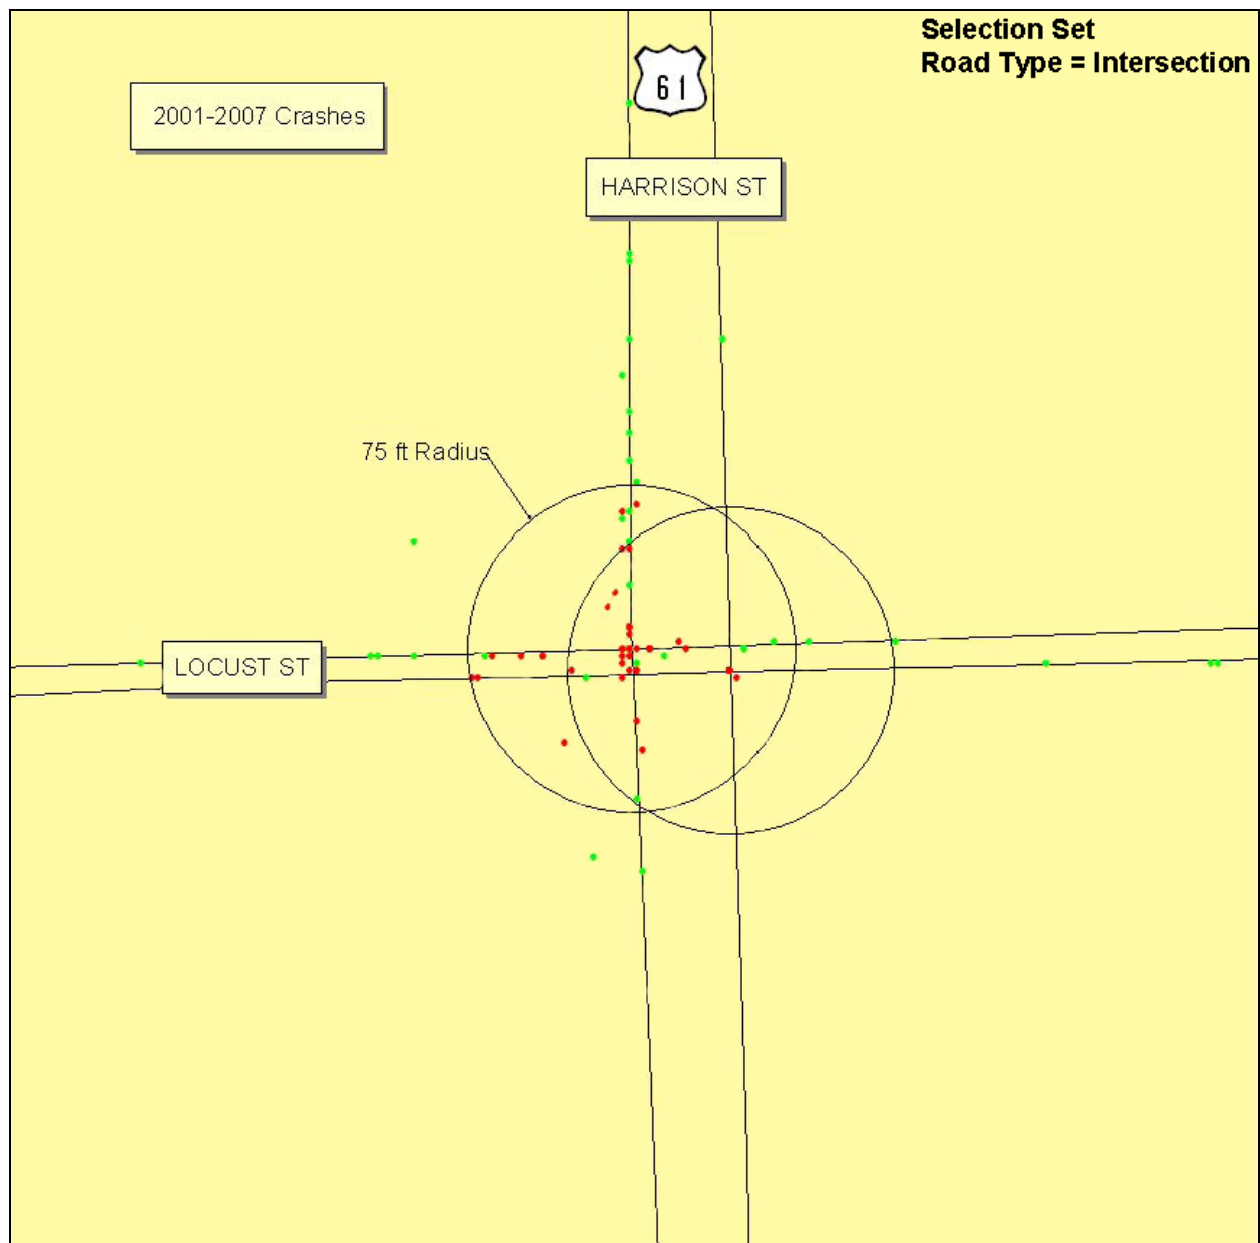 Selection Set
Road Type = Intersection
61
2001-2007 Crashes
HARRISON ST
75 ft Radius
LOCUST ST